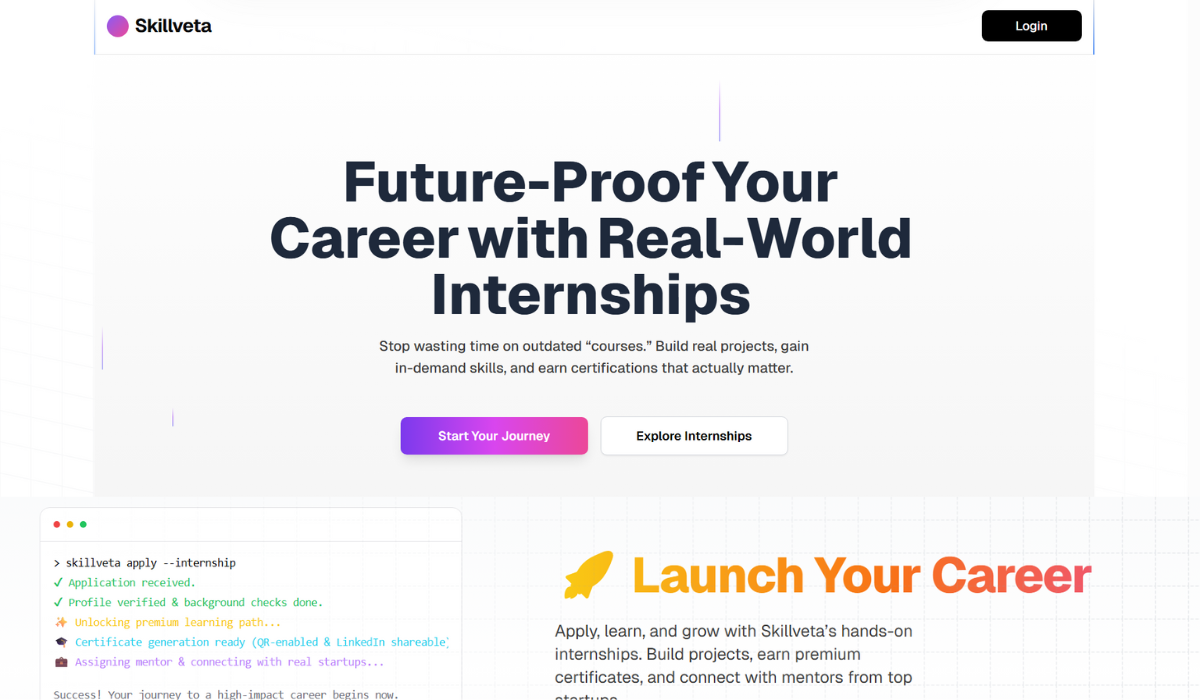 Skillveta
Login
Future-Proof Your
Career with Real-World
Internships
Stop wasting time on outdated “courses.” Build real projects, gain
in-demand skills, and earn certifications that actually matter.
Start Your Journey
Explore Internships
> skillveta apply --internship
✓ Application received.
✓ Profile verified & background checks done.
✨ Unlocking premium learning path...
🎓 Certificate generation ready (QR-enabled & LinkedIn shareable)
💼 Assigning mentor & connecting with real startups...
Success! Your journey to a high-impact career begins now.
🚀 Launch Your Career
Apply, learn, and grow with Skillveta’s hands-on
internships. Build projects, earn premium
certificates, and connect with mentors from top
startups.